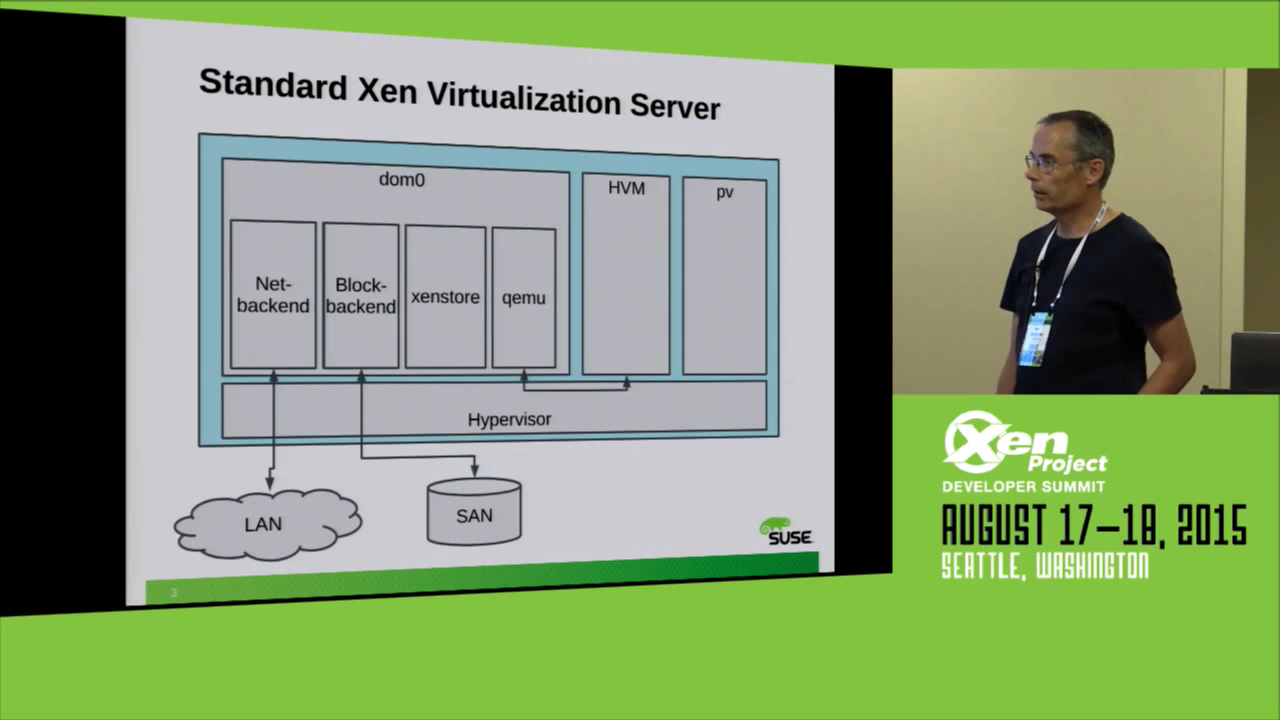 Standard Xen Virtualization Server
dom0
HVM
pv
Net-
backend
Block-
backend
xenstore
qemu
Hypervisor
LAN
SAN
SUSE
3
Xen
Project
DEVELOPER SUMMIT
AUGUST 17–18, 2015
SEATTLE, WASHINGTON